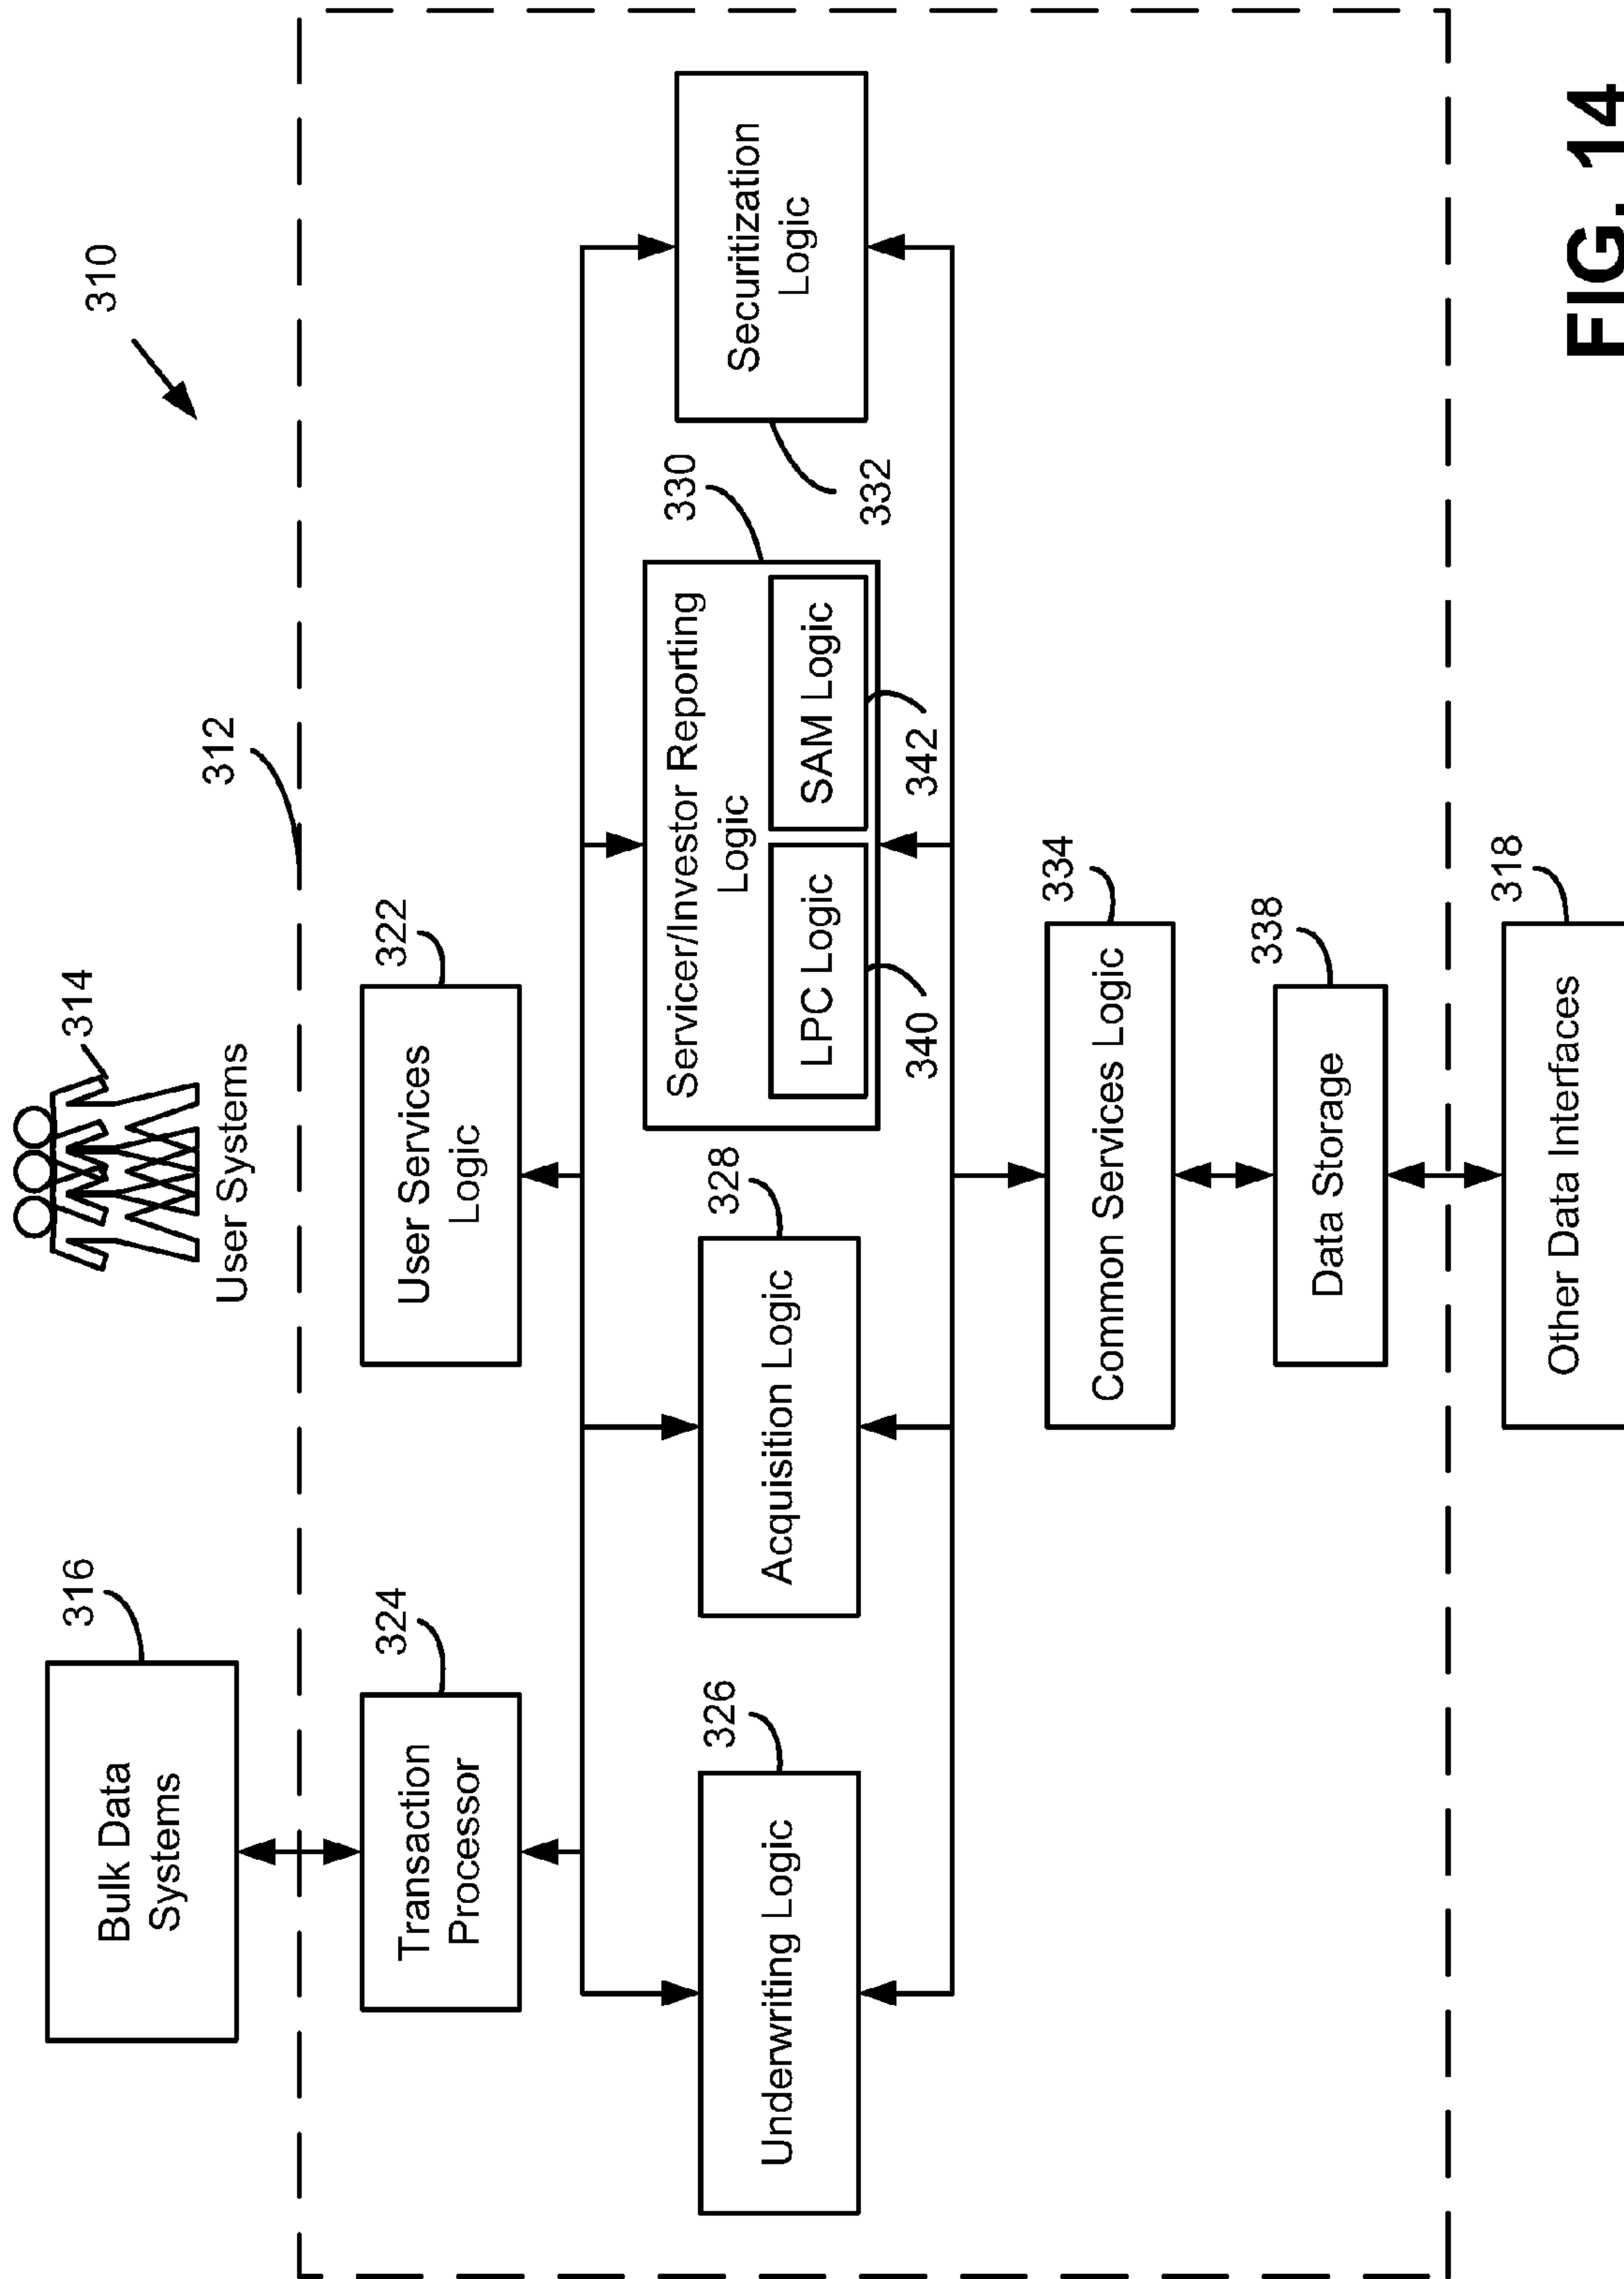 310
314
User Systems
316
Bulk Data
Systems
312
322
User Services
Logic
324
Transaction
Processor
326
Underwriting Logic
328
Acquisition Logic
330
Servicer/Investor Reporting
Logic
LPC Logic
SAM Logic
340
342
Securitization
Logic
332
334
Common Services Logic
338
Data Storage
318
Other Data Interfaces
FIG. 14